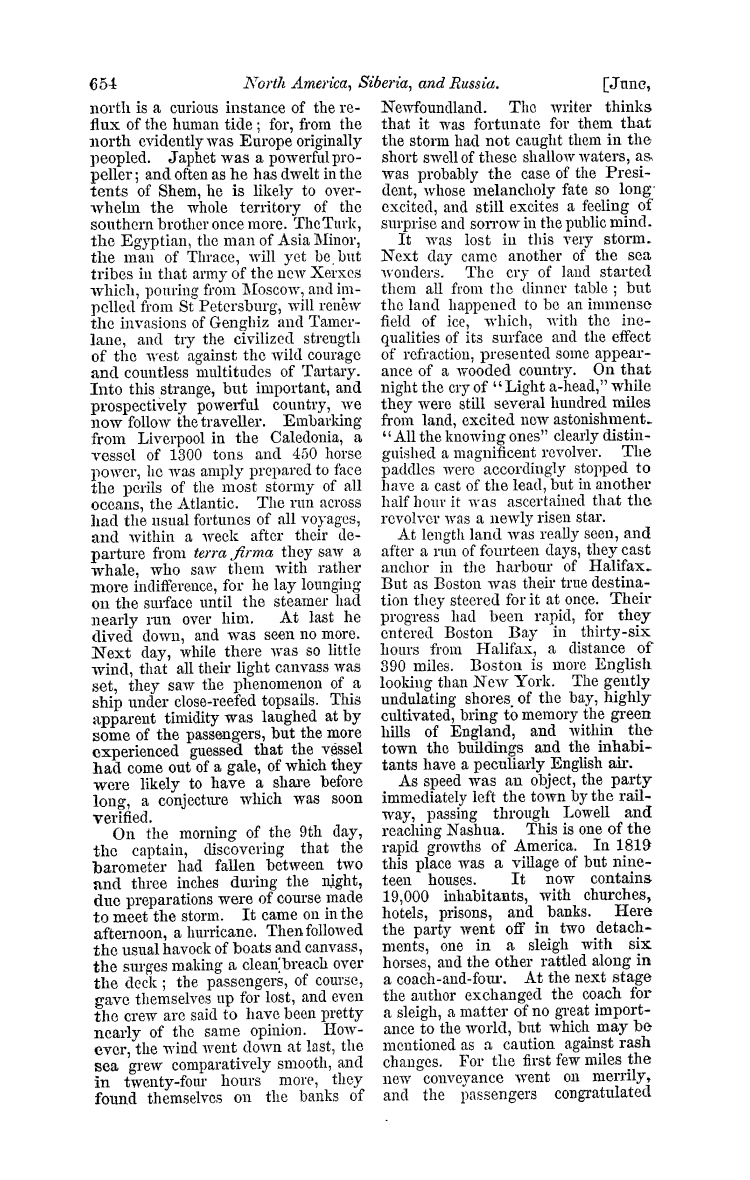 654 North America, Siberia, and Russia. [June,
north is a curious instance of the re-
flux of the human tide; for, from the
north evidently was Europe originally
peopled. Japhet was a powerful pro-
peller; and often as he has dwelt in the
tents of Shem, he is likely to over-
whelm the whole territory of the
southern brother once more. The Turk,
the Egyptian, the man of Asia Minor,
the man of Thrace, will yet be but
tribes in that army of the new Xerxes
which, pouring from Moscow, and im-
pelled from St Petersburg, will renew
the invasions of Genghiz and Tamer-
lane, and try the civilized strength
of the west against the wild courage
and countless multitudes of Tartary.
Into this strange, but important, and
prospectively powerful country, we
now follow the traveller. Embarking
from Liverpool in the Caledonia, a
vessel of 1300 tons and 450 horse
power, he was amply prepared to face
the perils of the most stormy of all
oceans, the Atlantic. The run across
had the usual fortunes of all voyages,
and within a week after their de-
parture from terra firma they saw a
whale, who saw them with rather
more indifference, for he lay lounging
on the surface until the steamer had
nearly run over him. At last he
dived down, and was seen no more.
Next day, while there was so little
wind, that all their light canvass was
set, they saw the phenomenon of a
ship under close-reefed topsails. This
apparent timidity was laughed at by
some of the passengers, but the more
experienced guessed that the vessel
had come out of a gale, of which they
were likely to have a share before
long, a conjecture which was soon
verified.
On the morning of the 9th day,
the captain, discovering that the
barometer had fallen between two
and three inches during the night,
due preparations were of course made
to meet the storm. It came on in the
afternoon, a hurricane. Then followed
the usual havock of boats and canvass,
the surges making a clean breach over
the deck; the passengers, of course,
gave themselves up for lost, and even
the crew are said to have been pretty
nearly of the same opinion. How-
ever, the wind went down at last, the
sea grew comparatively smooth, and
in twenty-four hours more, they
found themselves on the banks of
Newfoundland. The writer thinks
that it was fortunate for them that
the storm had not caught them in the
short swell of these shallow waters, as
was probably the case of the Presi-
dent, whose melancholy fate so long
excited, and still excites a feeling of
surprise and sorrow in the public mind.
It was lost in this very storm.
Next day came another of the sea
wonders. The cry of land started
them all from the dinner table; but
the land happened to be an immense
field of ice, which, with the ine-
qualities of its surface and the effect
of refraction, presented some appear-
ance of a wooded country. On that
night the cry of "Light a-head," while
they were still several hundred miles
from land, excited new astonishment.
"All the knowing ones" clearly distin-
guished a magnificent revolver. The
paddles were accordingly stopped to
have a cast of the lead, but in another
half hour it was ascertained that the
revolver was a newly risen star.
At length land was really seen, and
after a run of fourteen days, they cast
anchor in the harbour of Halifax.
But as Boston was their true destina-
tion they steered for it at once. Their
progress had been rapid, for they
entered Boston Bay in thirty-six
hours from Halifax, a distance of
390 miles. Boston is more English
looking than New York. The gently
undulating shores of the bay, highly
cultivated, bring to memory the green
hills of England, and within the
town the buildings and the inhabi-
tants have a peculiarly English air.
As speed was an object, the party
immediately left the town by the rail-
way, passing through Lowell and
reaching Nashua. This is one of the
rapid growths of America. In 1819
this place was a village of but nine-
teen houses. It now contains
19,000 inhabitants, with churches,
hotels, prisons, and banks. Here
the party went off in two detach-
ments, one in a sleigh with six
horses, and the other rattled along in
a coach-and-four. At the next stage
the author exchanged the coach for
a sleigh, a matter of no great import-
ance to the world, but which may be
mentioned as a caution against rash
changes. For the first few miles the
new conveyance went on merrily,
and the passengers congratulated